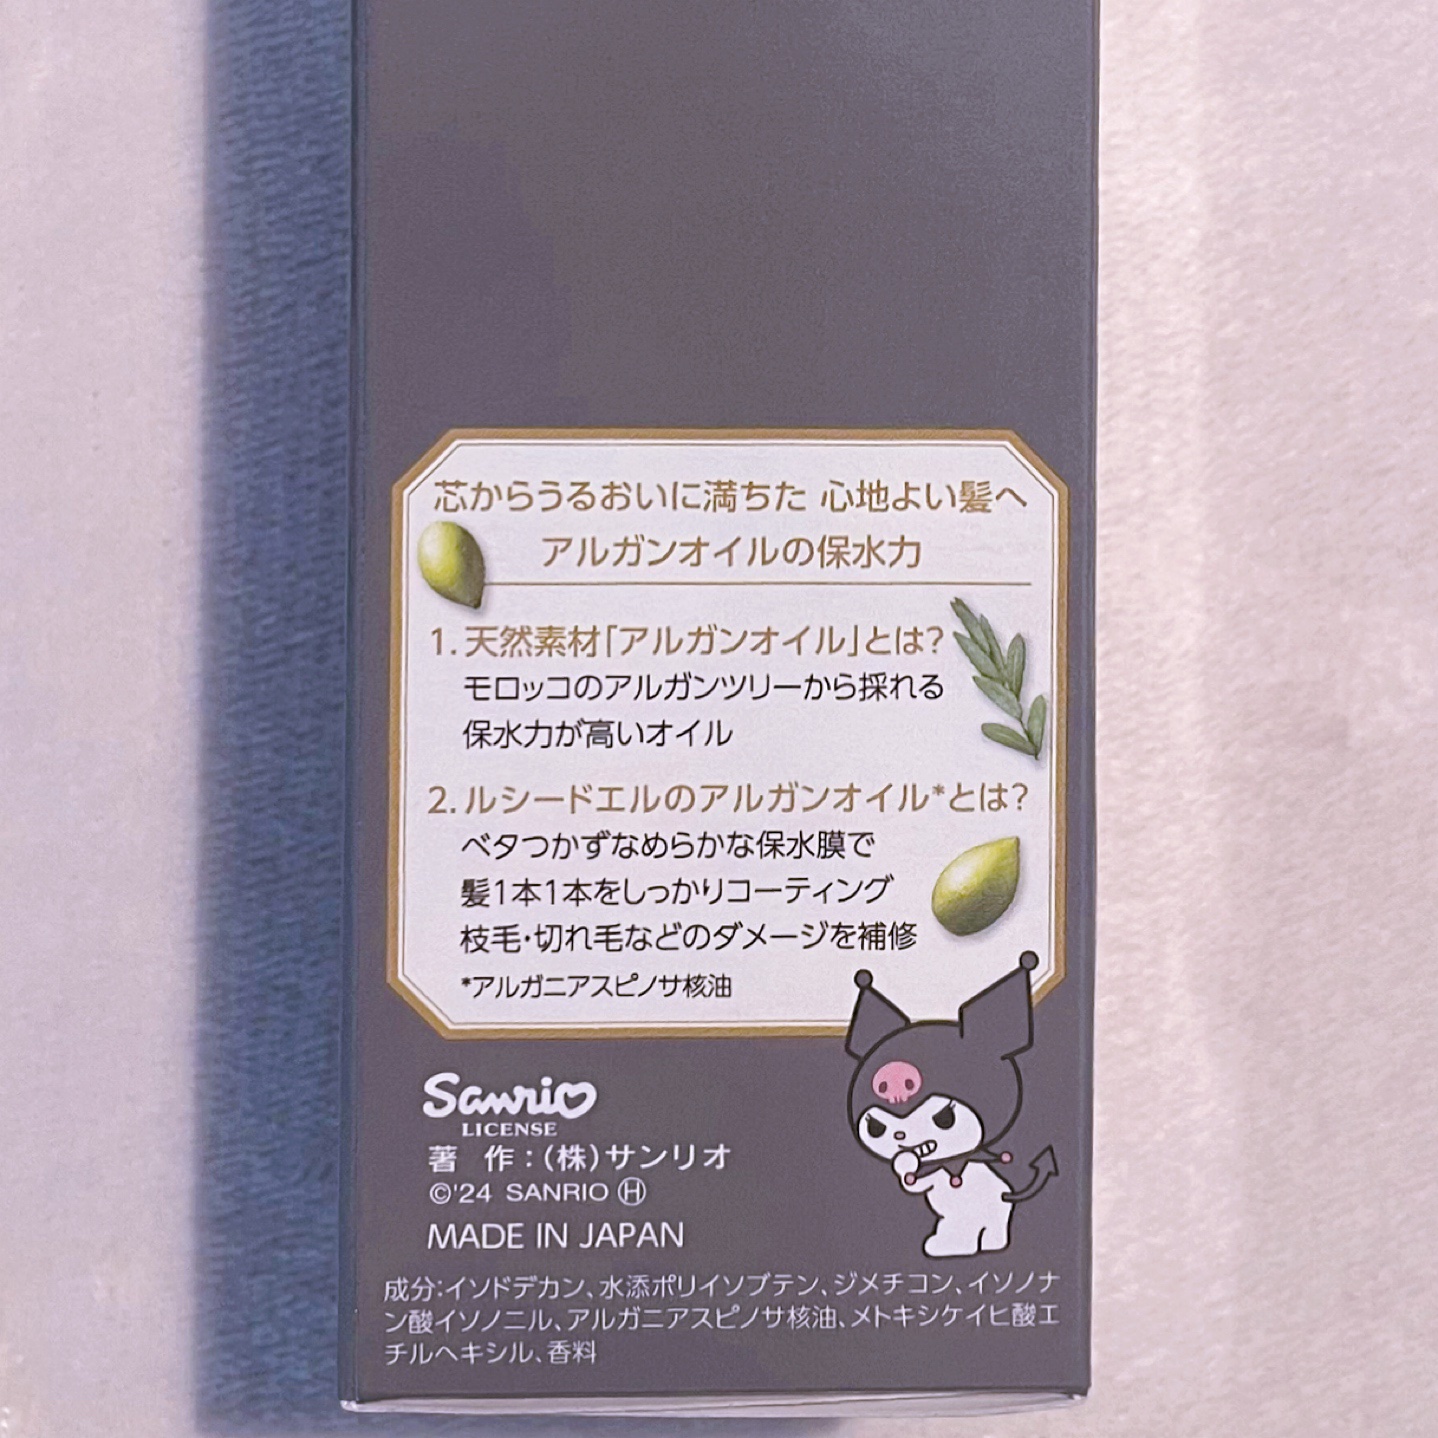 芯からうるおいに満ちた 心地よい髪へ
アルガンオイルの保水力
1. 天然素材「アルガンオイル」とは?
モロッコのアルガンツリーから採れる
保水力が高いオイル
2. ルシードエルのアルガンオイル*とは?
ベタつかずなめらかな保水膜で
髪1本1本をしっかりコーティング
枝毛・切れ毛などのダメージを補修
*アルガニアスピノサ核油
Sanrio
LICENSE
著 作:(株)サンリオ
©'24 SANRIO Ⓗ
MADE IN JAPAN
成分:イソドデカン、水添ポリイソブテン、ジメチコン、イソノナ
ン酸イソノニル、アルガニアスピノサ核油、メトキシケイヒ酸エ
チルヘキシル、香料